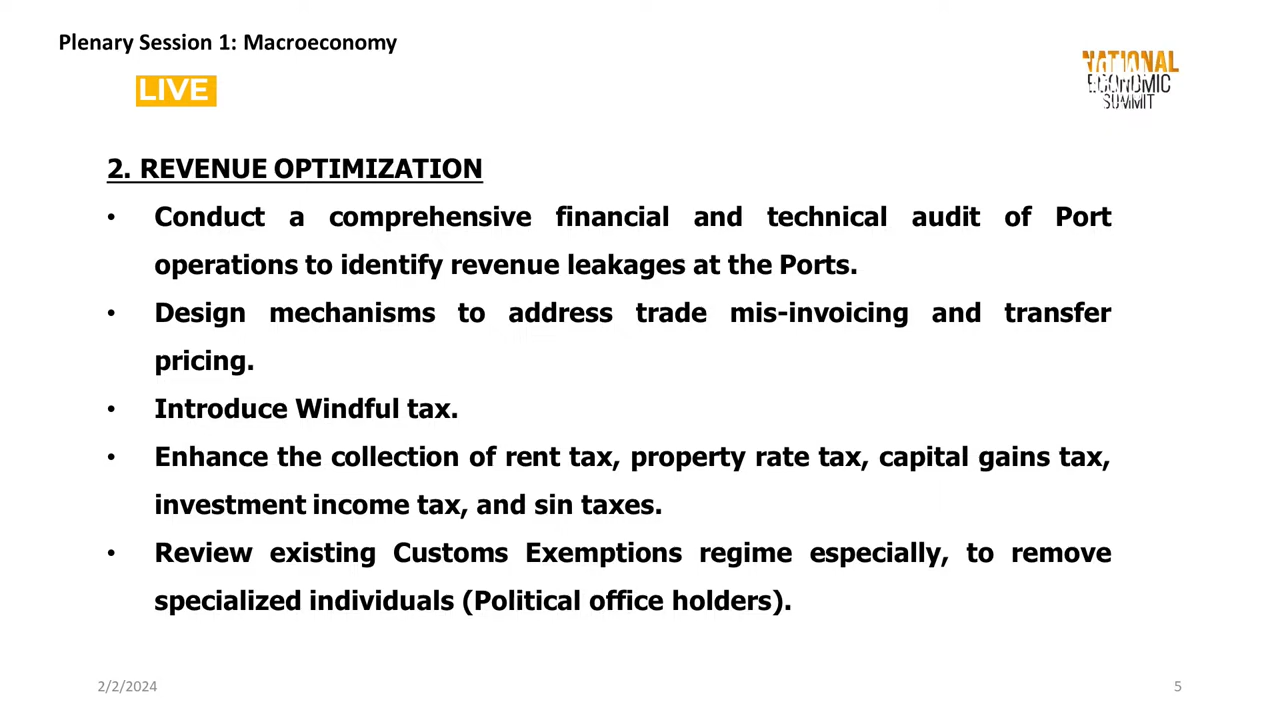 Plenary Session 1: Macroeconomy
LIVE
NATIONAL
ECONOMIC
SUMMIT
2. REVENUE OPTIMIZATION
• Conduct a comprehensive financial and technical audit of Port
operations to identify revenue leakages at the Ports.
• Design mechanisms to address trade mis-invoicing and transfer
pricing.
• Introduce Windful tax.
• Enhance the collection of rent tax, property rate tax, capital gains tax,
investment income tax, and sin taxes.
• Review existing Customs Exemptions regime especially, to remove
specialized individuals (Political office holders).
2/2/2024
5